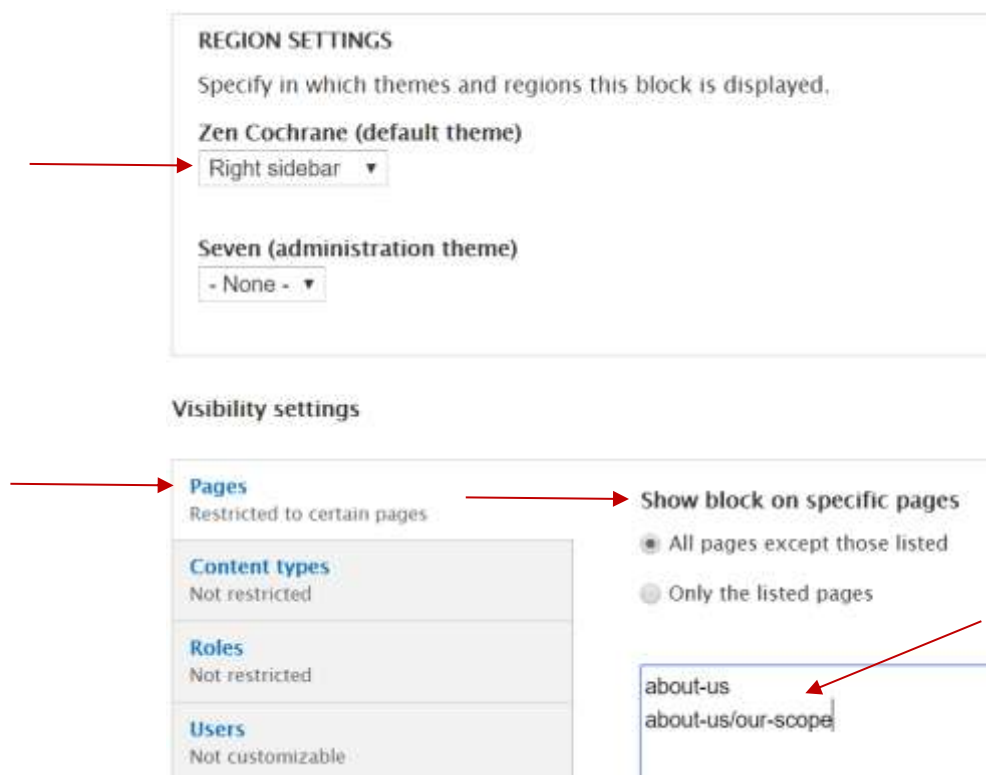 REGION SETTINGS
Specify in which themes and regions this block is displayed.
Zen Cochrane (default theme)
Right sidebar
Seven (administration theme)
- None -
Visibility settings
Pages
Restricted to certain pages
Content types
Not restricted
Roles
Not restricted
Users
Not customizable
Show block on specific pages
All pages except those listed
Only the listed pages
about-us
about-us/our-scope